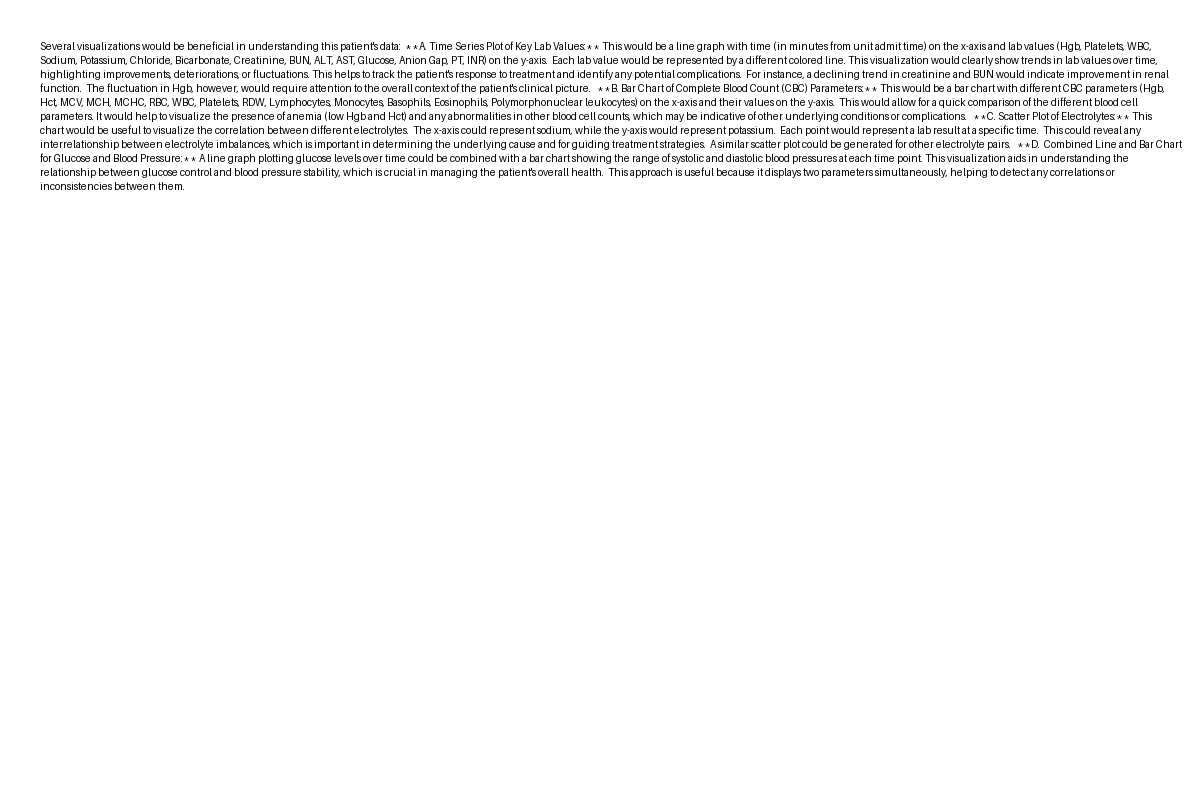 Several visualizations would be beneficial in understanding this patient's data:  **A. Time Series Plot of Key Lab Values:** This would be a line graph with time (in minutes from unit admit time) on the x-axis and lab values (Hgb, Platelets, WBC,
Sodium, Potassium, Chloride, Bicarbonate, Creatinine, BUN, ALT, AST, Glucose, Anion Gap, PT, INR) on the y-axis.  Each lab value would be represented by a different colored line.  This visualization would clearly show trends in lab values over time,
highlighting improvements, deteriorations, or fluctuations.  This helps to track the patient's response to treatment and identify any potential complications.  For instance, a declining trend in creatinine and BUN would indicate improvement in renal
function.  The fluctuation in Hgb, however, would require attention to the overall context of the patient's clinical picture.   **B. Bar Chart of Complete Blood Count (CBC) Parameters:** This would be a bar chart with different CBC parameters (Hgb,
Hct, MCV, MCH, MCHC, RBC, WBC, Platelets, RDW, Lymphocytes, Monocytes, Basophils, Eosinophils, Polymorphonuclear leukocytes) on the x-axis and their values on the y-axis.  This would allow for a quick comparison of the different blood cell
parameters. It would help to visualize the presence of anemia (low Hgb and Hct) and any abnormalities in other blood cell counts, which may be indicative of other underlying conditions or complications.   **C. Scatter Plot of Electrolytes:** This
chart would be useful to visualize the correlation between different electrolytes.  The x-axis could represent sodium, while the y-axis would represent potassium.  Each point would represent a lab result at a specific time.  This could reveal any
interrelationship between electrolyte imbalances, which is important in determining the underlying cause and for guiding treatment strategies.  A similar scatter plot could be generated for other electrolyte pairs.   **D.  Combined Line and Bar Chart
for Glucose and Blood Pressure:** A line graph plotting glucose levels over time could be combined with a bar chart showing the range of systolic and diastolic blood pressures at each time point. This visualization aids in understanding the
relationship between glucose control and blood pressure stability, which is crucial in managing the patient's overall health.  This approach is useful because it displays two parameters simultaneously, helping to detect any correlations or
inconsistencies between them.